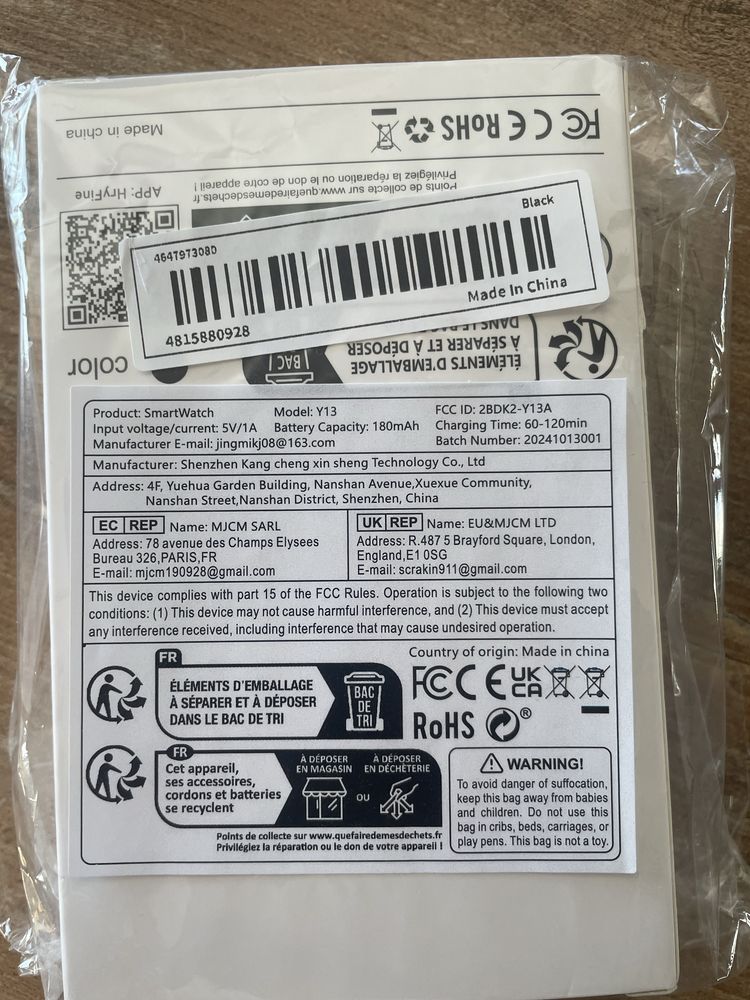 FC CE RoHS
Made in china
Points de collecte sur www.quefairedemesdechets.fr
Privilégiez la réparation ou le don de cotre appareil !
APP: HryFine
4647973080
Black
4815880928
Made In China
color
ÉLÉMENTS D'EMBALLAGE
À SÉPARER ET À DÉPOSER
BAC
Product: SmartWatch Model: Y13 FCC ID: 2BDK2-Y13A
Input voltage/current: 5V/1A Battery Capacity: 180mAh Charging Time: 60-120min
Manufacturer E-mail: jingmikj08@163.com Batch Number: 20241013001
Manufacturer: Shenzhen Kang cheng xin sheng Technology Co., Ltd
Address: 4F, Yuehua Garden Building, Nanshan Avenue,Xuexue Community,
Nanshan Street,Nanshan District, Shenzhen, China
EC REP Name: MJCM SARL
Address: 78 avenue des Champs Elysees
Bureau 326,PARIS,FR
E-mail: mjcm190928@gmail.com
UK REP Name: EU&MJCM LTD
Address: R.487 5 Brayford Square, London,
England,E1 0SG
E-mail: scrakin911@gmail.com
This device complies with part 15 of the FCC Rules. Operation is subject to the following two
conditions: (1) This device may not cause harmful interference, and (2) This device must accept
any interference received, including interference that may cause undesired operation.
FR
ÉLÉMENTS D'EMBALLAGE
À SÉPARER ET À DÉPOSER
DANS LE BAC DE TRI
BAC
DE
TRI
Country of origin: Made in china
FC CE UK CA
RoHS ®
FR
Cet appareil,
ses accessoires,
cordons et batteries
se recyclent
À DÉPOSER
EN MAGASIN
OU
À DÉPOSER
EN DÉCHÈTERIE
Points de collecte sur www.quefairedemesdechets.fr
Privilégiez la réparation ou le don de votre appareil !
WARNING!
To avoid danger of suffocation,
keep this bag away from babies
and children. Do not use this
bag in cribs, beds, carriages, or
play pens. This bag is not a toy.